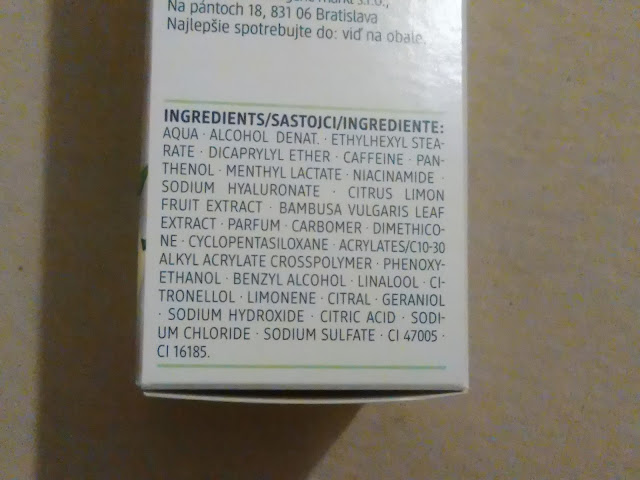 Na pántoch 18, 831 06 Bratislava
Najlepšie spotrebujte do: viď na obale.
INGREDIENTS/SASTOJCI/INGREDIENTE:
AQUA · ALCOHOL DENAT. · ETHYLHEXYL STEA-
RATE · DICAPRYLYL ETHER · CAFFEINE · PAN-
THENOL · MENTHYL LACTATE · NIACINAMIDE ·
SODIUM HYALURONATE · CITRUS LIMON
FRUIT EXTRACT · BAMBUSA VULGARIS LEAF
EXTRACT · PARFUM · CARBOMER · DIMETHICO-
NE · CYCLOPENTASILOXANE · ACRYLATES/C10-30
ALKYL ACRYLATE CROSSPOLYMER · PHENOXY-
ETHANOL · BENZYL ALCOHOL · LINALOOL · CI-
TRONELLOL · LIMONENE · CITRAL · GERANIOL
· SODIUM HYDROXIDE · CITRIC ACID · SODI-
UM CHLORIDE · SODIUM SULFATE · CI 47005 ·
CI 16185.